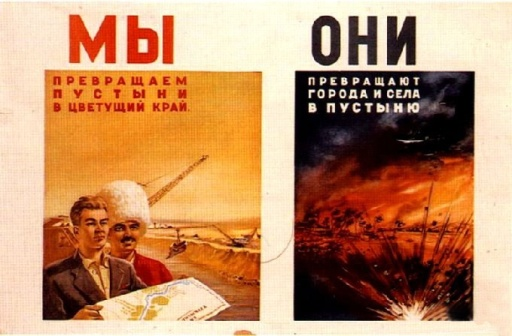 МЫ
ПРЕВРАЩАЕМ
ПУСТЫНИ
В ЦВЕТУЩИЙ КРАЙ.
ОНИ
ПРЕВРАЩАЮТ
ГОРОДА И СЕЛА
В ПУСТЫНЮ